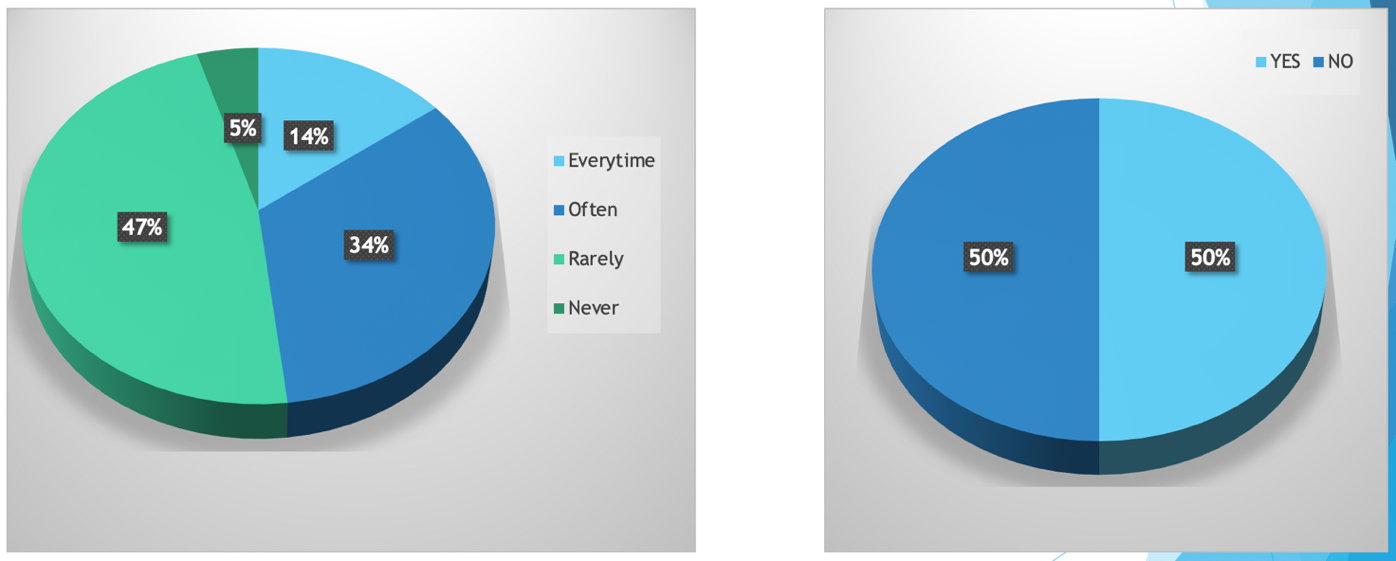 5%
14%
47%
34%
Everytime
Often
Rarely
Never
YES NO
50%
50%